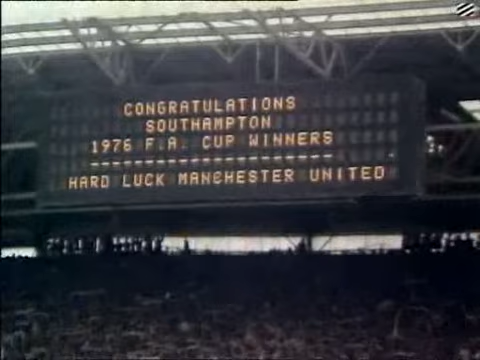 CONGRATULATIONS
SOUTHAMPTON
1976 F.A. CUP WINNERS
--------------------
HARD LUCK MANCHESTER UNITED